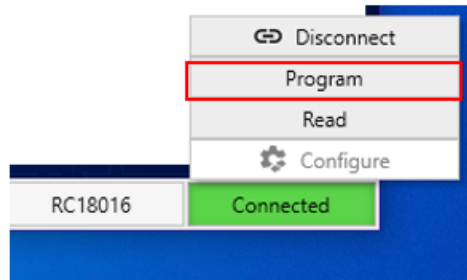 Disconnect
Program
Read
Configure
RC18016
Connected